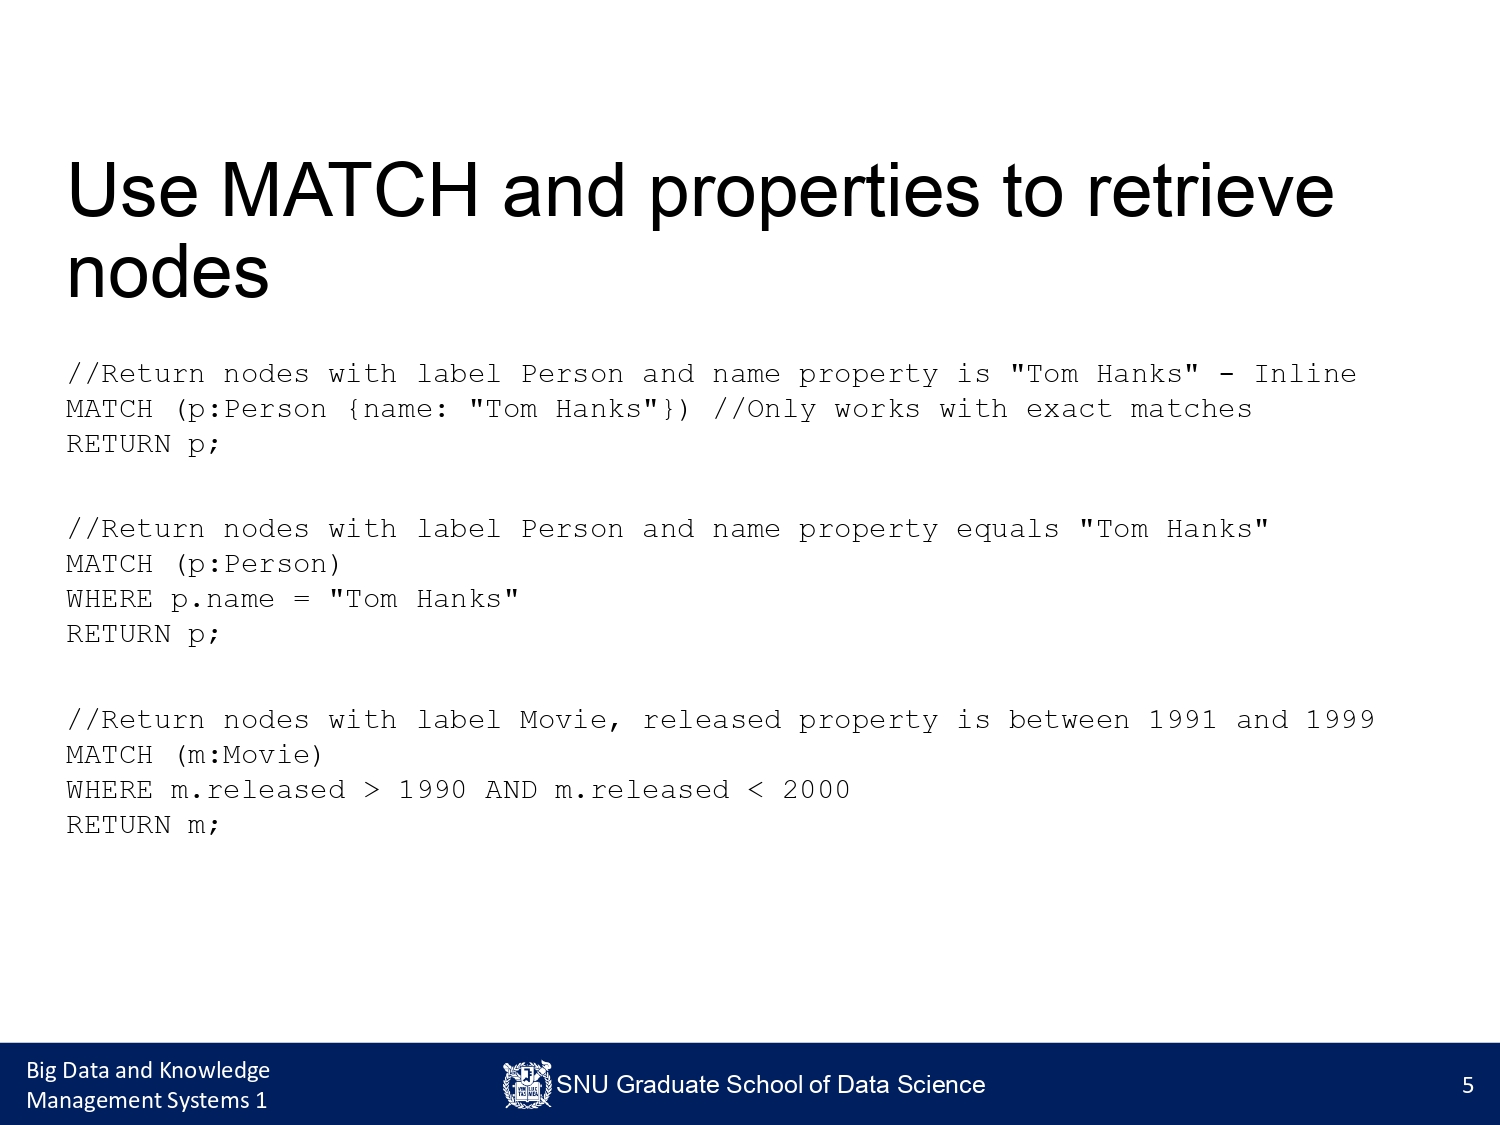 Use MATCH and properties to retrieve
nodes
//Return nodes with label Person and name property is "Tom Hanks" - Inline
MATCH (p:Person {name: "Tom Hanks"}) //Only works with exact matches
RETURN p;
//Return nodes with label Person and name property equals "Tom Hanks"
MATCH (p:Person)
WHERE p.name = "Tom Hanks"
RETURN p;
//Return nodes with label Movie, released property is between 1991 and 1999
MATCH (m:Movie)
WHERE m.released > 1990 AND m.released < 2000
RETURN m;
Big Data and Knowledge
Management Systems 1
SNU Graduate School of Data Science
5